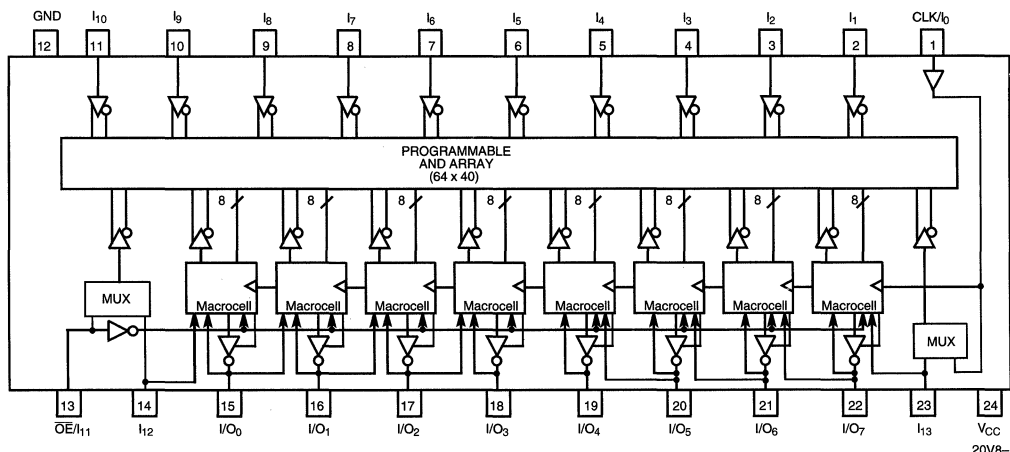 GND I10 I9 I8 I7 I6 I5 I4 I3 I2 I1 CLK/I0
12 11 10 9 8 7 6 5 4 3 2 1
PROGRAMMABLE
AND ARRAY
(64 x 40)
8 8 8 8 8 8 8 8
MUX
Macrocell Macrocell Macrocell Macrocell Macrocell Macrocell Macrocell Macrocell
MUX
13 14 15 16 17 18 19 20 21 22 23 24
OE/I11 I12 I/O0 I/O1 I/O2 I/O3 I/O4 I/O5 I/O6 I/O7 I13 VCC
20V8–